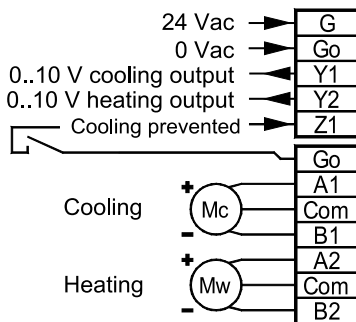 24 Vac G
0 Vac Go
0..10 V cooling output Y1
0..10 V heating output Y2
Cooling prevented Z1
Go
+ A1
Cooling Mc Com
- B1
+ A2
Heating Mw Com
- B2